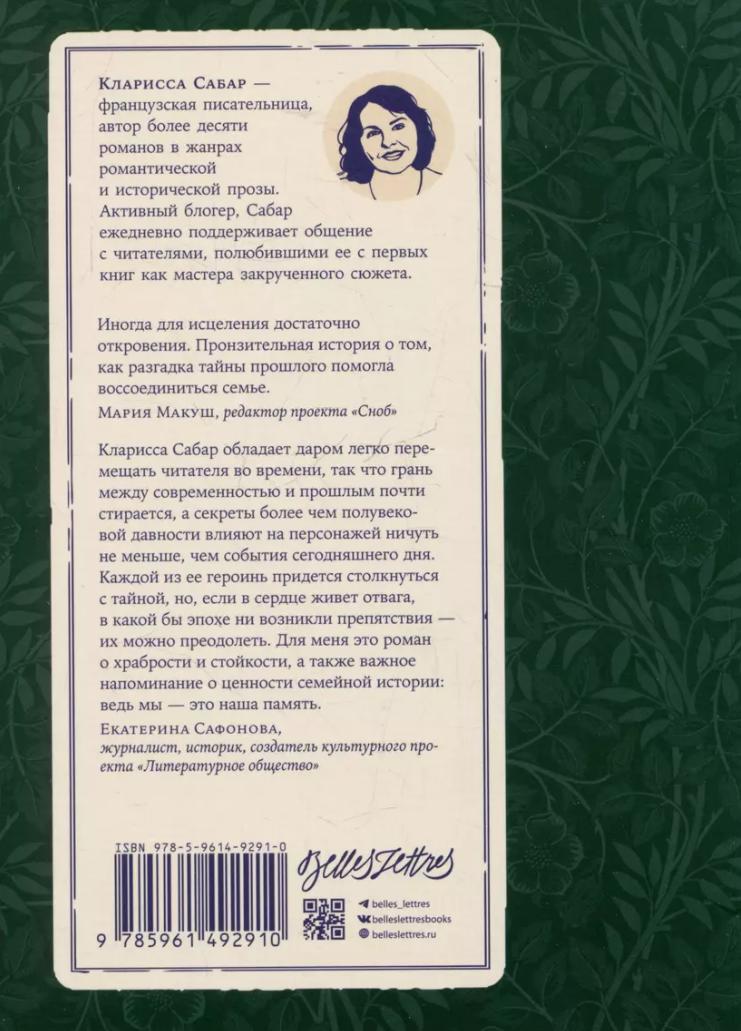 Кларисса Сабар —
французская писательница,
автор более десяти
романов в жанрах
романтической
и исторической прозы.
Активный блогер, Сабар
ежедневно поддерживает общение
с читателями, полюбившими ее с первых
книг как мастера закрученного сюжета.
Иногда для исцеления достаточно
откровения. Пронзительная история о том,
как разгадка тайны прошлого помогла
воссоединиться семье.
Мария Макуш, редактор проекта «Сноб»
Кларисса Сабар обладает даром легко пере-
мещать читателя во времени, так что грань
между современностью и прошлым почти
стирается, а секреты более чем полувеко-
вой давности влияют на персонажей ничуть
не меньше, чем события сегодняшнего дня.
Каждой из ее героинь придется столкнуться
с тайной, но, если в сердце живет отвага,
в какой бы эпохе ни возникли препятствия —
их можно преодолеть. Для меня это роман
о храбрости и стойкости, а также важное
напоминание о ценности семейной истории:
ведь мы — это наша память.
Екатерина Сафонова,
журналист, историк, создатель культурного про-
екта «Литературное общество»
ISBN 978-5-9614-9291-0
9 785961 492910
Belles Lettres
belles_lettres
belleslettresbooks
belleslettres.ru